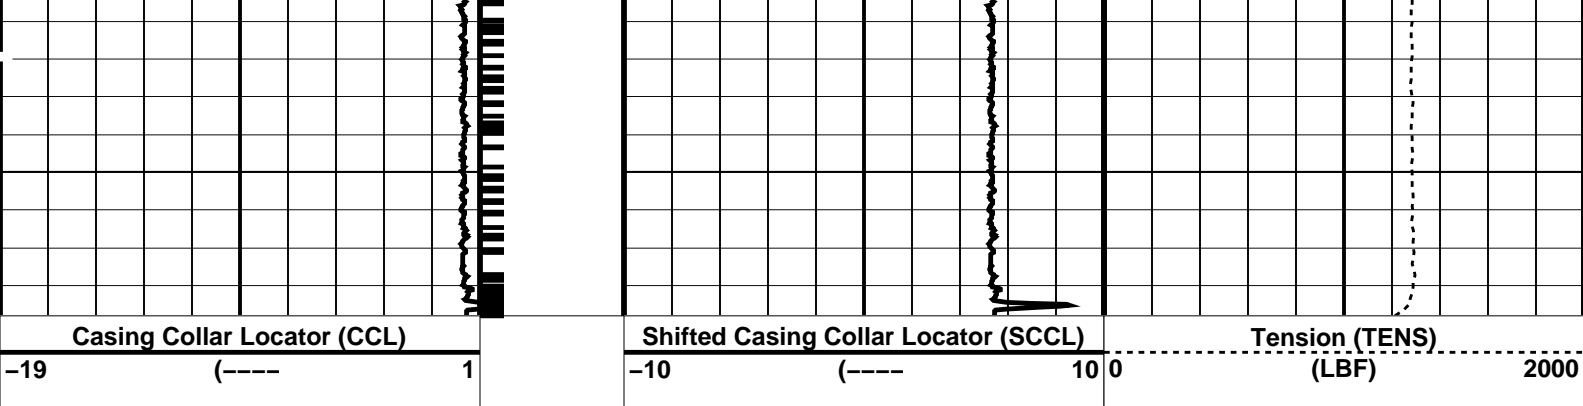 Casing Collar Locator (CCL) Shifted Casing Collar Locator (SCCL) Tension (TENS)
−19 (−−−− 1 −10 (−−−− 10 0 (LBF) 2000